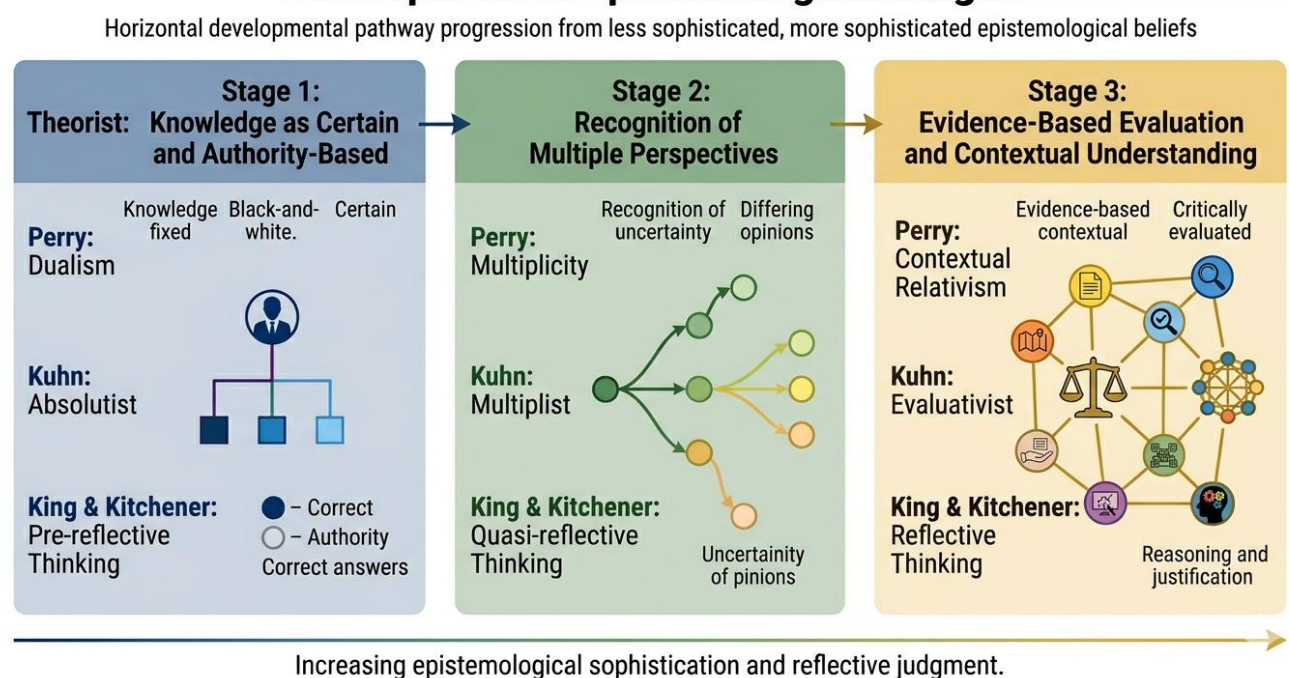 Horizontal developmental pathway progression from less sophisticated, more sophisticated epistemological beliefs
Theorist:
Stage 1:
Knowledge as Certain
and Authority-Based
Knowledge fixed
Black-and-white.
Certain
Perry:
Dualism
Kuhn:
Absolutist
King & Kitchener:
Pre-reflective
Thinking
– Correct
– Authority
Correct answers
Stage 2:
Recognition of
Multiple Perspectives
Recognition of
uncertainty
Differing
opinions
Perry:
Multiplicity
Kuhn:
Multiplist
King & Kitchener:
Quasi-reflective
Thinking
Uncertainity
of pinions
Stage 3:
Evidence-Based Evaluation
and Contextual Understanding
Evidence-based
contextual
Critically
evaluated
Perry:
Contextual
Relativism
Kuhn:
Evaluativist
King & Kitchener:
Reflective
Thinking
Reasoning and
justification
Increasing epistemological sophistication and reflective judgment.